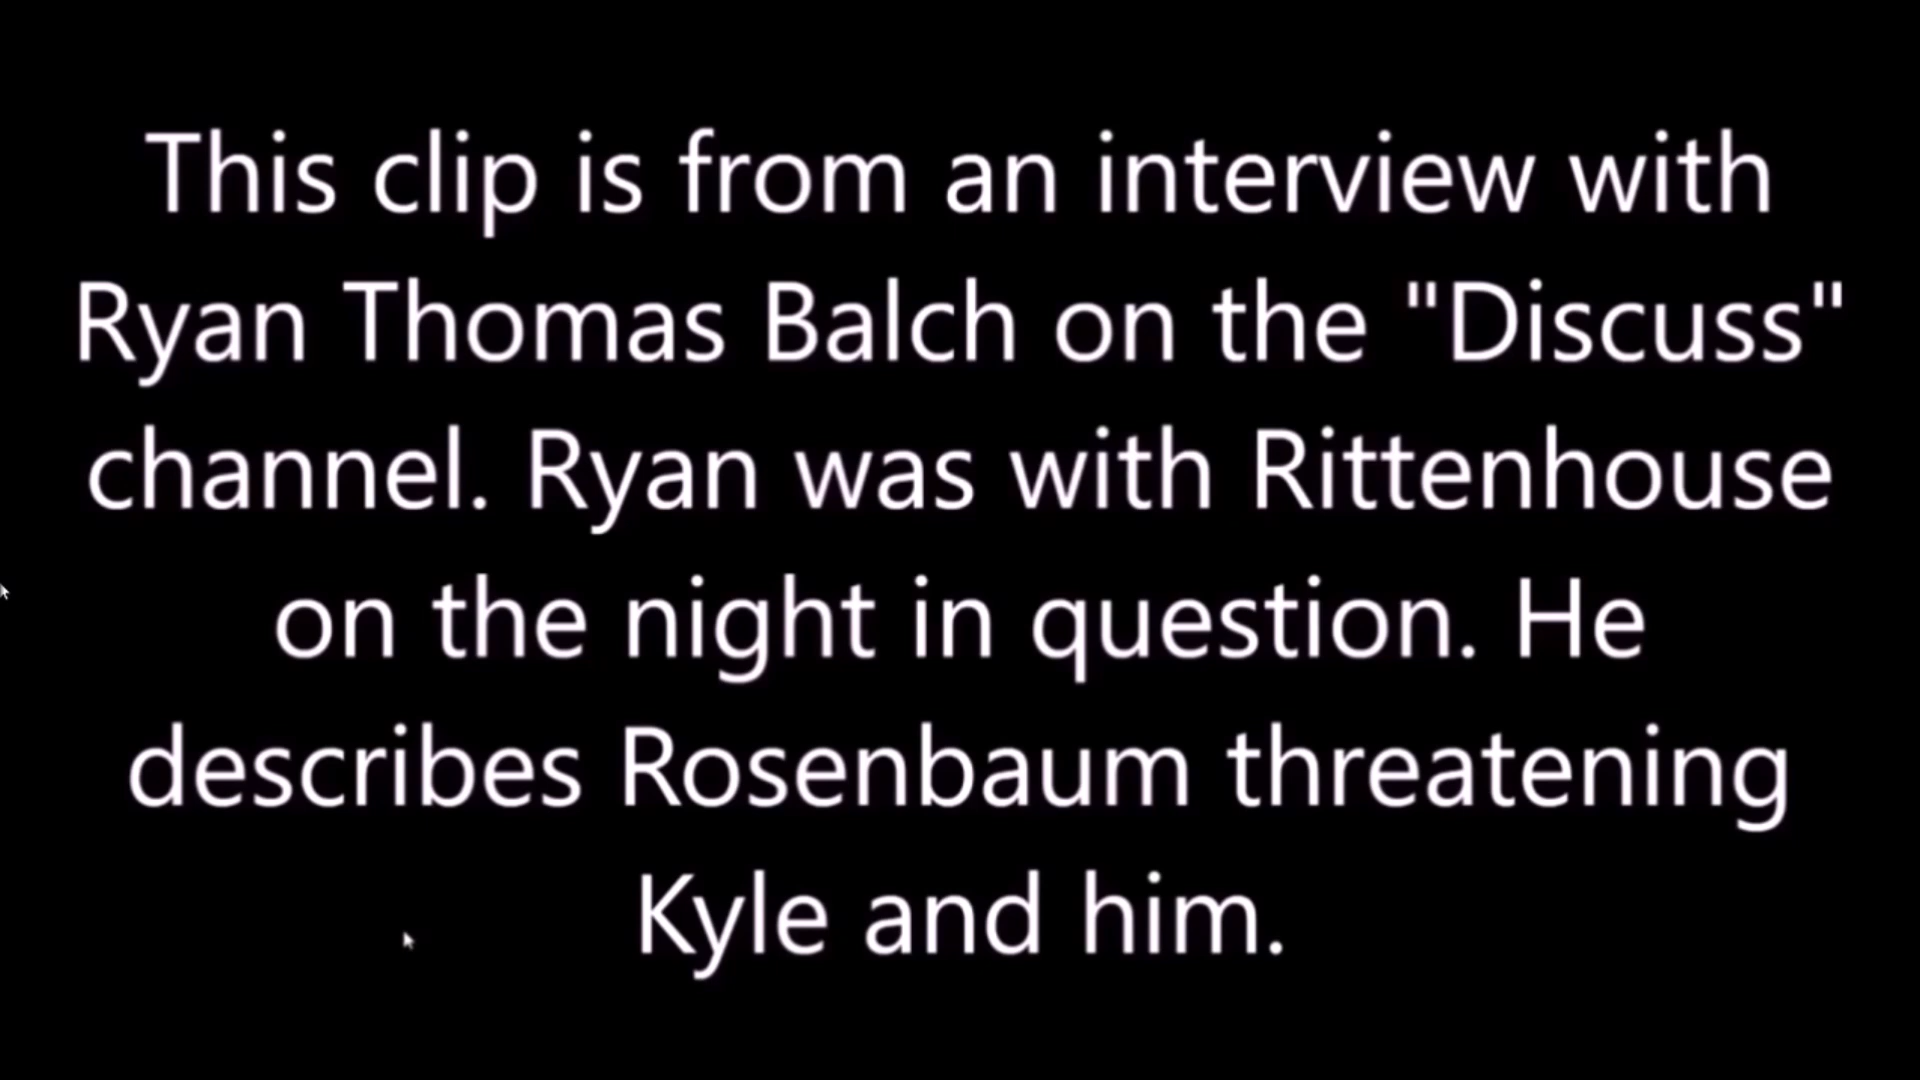 This clip is from an interview with
Ryan Thomas Balch on the "Discuss"
channel. Ryan was with Rittenhouse
on the night in question. He
describes Rosenbaum threatening
Kyle and him.